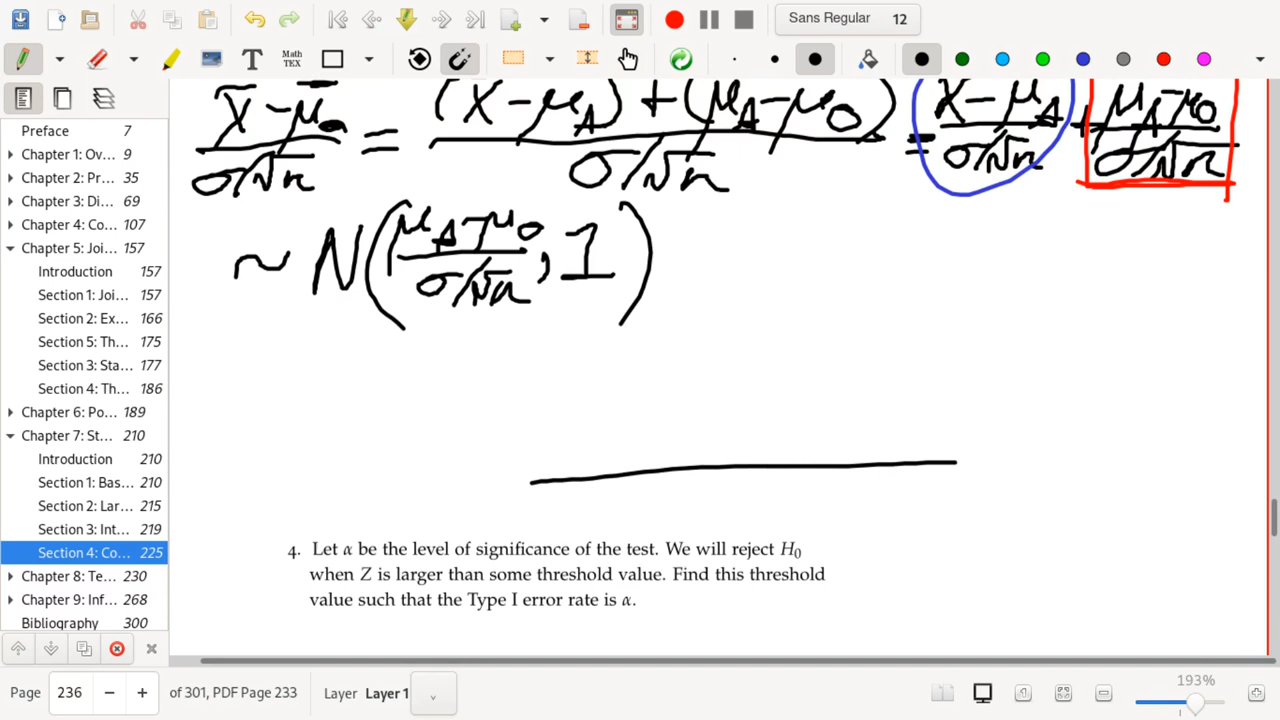 Sans Regular 12
T Math TEX
Preface 7
Chapter 1: Ov... 9
Chapter 2: Pr... 35
Chapter 3: Di... 69
Chapter 4: Co... 107
Chapter 5: Joi... 157
Introduction 157
Section 1: Joi... 157
Section 2: Ex... 166
Section 5: Th... 175
Section 3: Sta... 177
Section 4: Th... 186
Chapter 6: Po... 189
Chapter 7: St... 210
Introduction 210
Section 1: Bas... 210
Section 2: Lar... 215
Section 3: Int... 219
Section 4: Co... 225
Chapter 8: Te... 230
Chapter 9: Inf... 268
Bibliography 300
(X̄ − μ₀)/(σ/√n) = ((X̄ − μ_A) + (μ_A − μ₀))/(σ/√n) = (X̄ − μ_A)/(σ/√n) + (μ_A − μ₀)/(σ/√n)
~ N((μ_A − μ₀)/(σ/√n), 1)
4. Let α be the level of significance of the test. We will reject H₀
when Z is larger than some threshold value. Find this threshold
value such that the Type I error rate is α.
Page 236 of 301, PDF Page 233 Layer Layer 1 193%